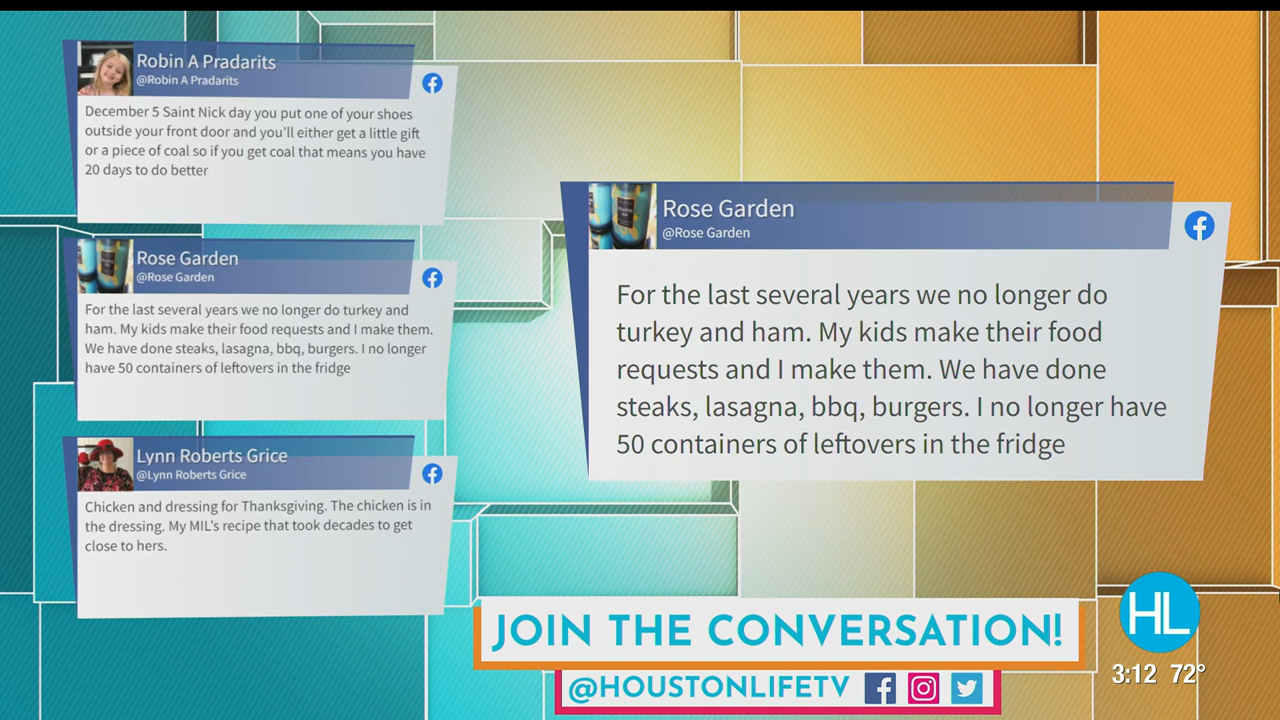 Robin A Pradarits
@Robin A Pradarits
December 5 Saint Nick day you put one of your shoes
outside your front door and you'll either get a little gift
or a piece of coal so if you get coal that means you have
20 days to do better
Rose Garden
@Rose Garden
For the last several years we no longer do turkey and
ham. My kids make their food requests and I make them.
We have done steaks, lasagna, bbq, burgers. I no longer
have 50 containers of leftovers in the fridge
Lynn Roberts Grice
@Lynn Roberts Grice
Chicken and dressing for Thanksgiving. The chicken is in
the dressing. My MIL's recipe that took decades to get
close to hers.
Rose Garden
@Rose Garden
For the last several years we no longer do
turkey and ham. My kids make their food
requests and I make them. We have done
steaks, lasagna, bbq, burgers. I no longer have
50 containers of leftovers in the fridge
JOIN THE CONVERSATION!
@HOUSTONLIFETV
HL
3:12 72°